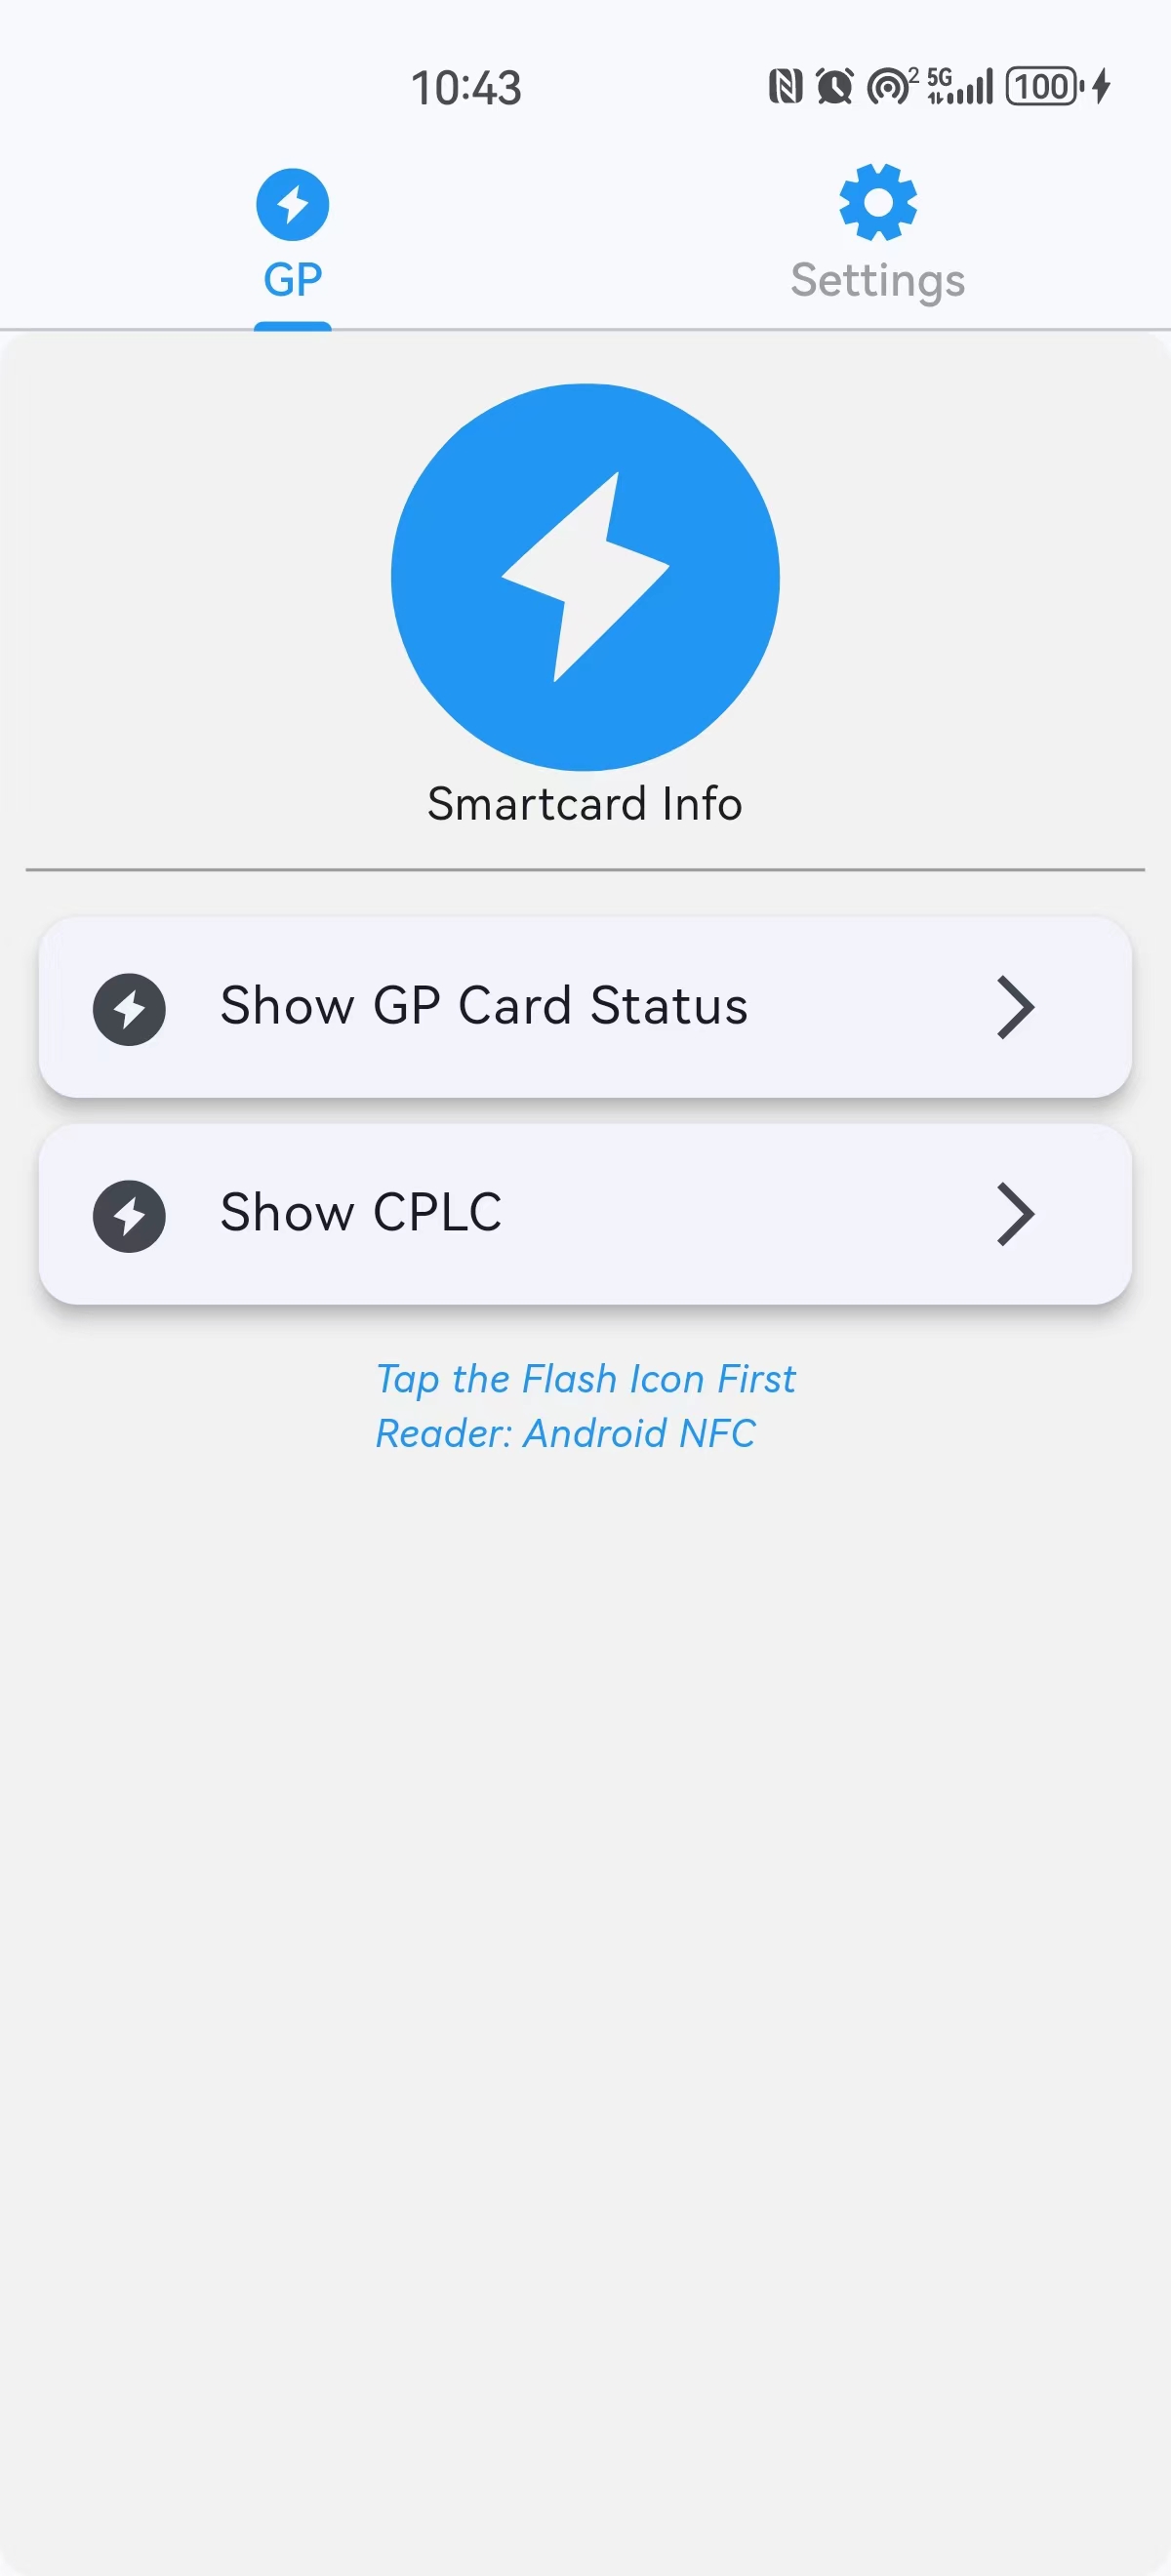 10:43
2 5G 100
GP
Settings
Smartcard Info
Show GP Card Status
Show CPLC
Tap the Flash Icon First
Reader: Android NFC